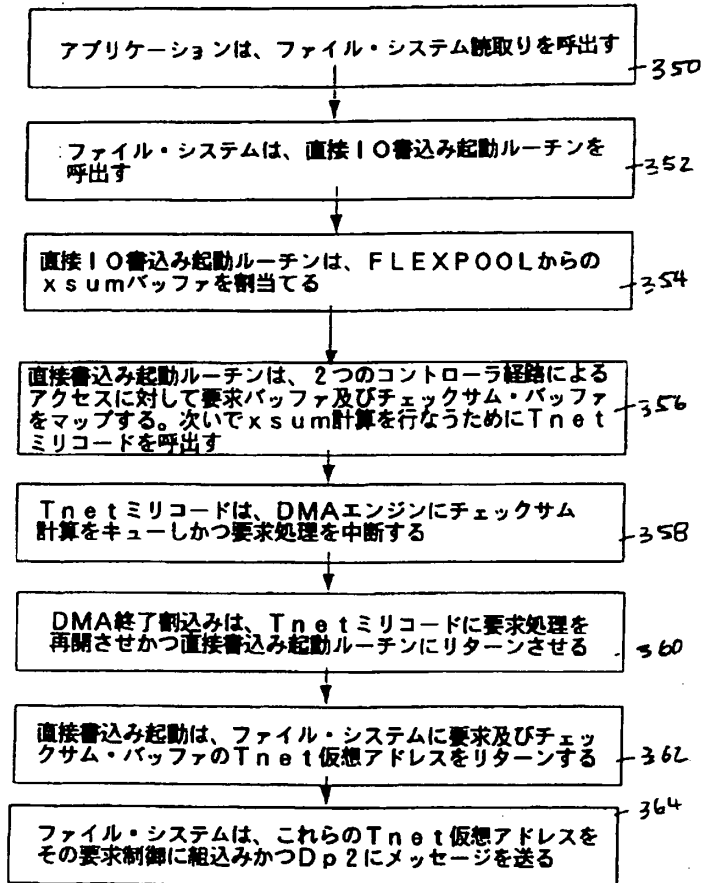 アプリケーションは、ファイル・システム読取りを呼出す
350
ファイル・システムは、直接IO書込み起動ルーチンを
呼出す
352
直接IO書込み起動ルーチンは、FLEXPOOLからの
xsumバッファを割当てる
354
直接書込み起動ルーチンは、2つのコントローラ経路による
アクセスに対して要求バッファ及びチェックサム・バッファ
をマップする。次いでxsum計算を行なうためにTnet
ミリコードを呼出す
356
Tnetミリコードは、DMAエンジンにチェックサム
計算をキューしかつ要求処理を中断する
358
DMA終了割込みは、Tnetミリコードに要求処理を
再開させかつ直接書込み起動ルーチンにリターンさせる
360
直接書込み起動は、ファイル・システムに要求及びチェッ
クサム・バッファのTnet仮想アドレスをリターンする
362
364
ファイル・システムは、これらのTnet仮想アドレスを
その要求制御に組込みかつDp2にメッセージを送る